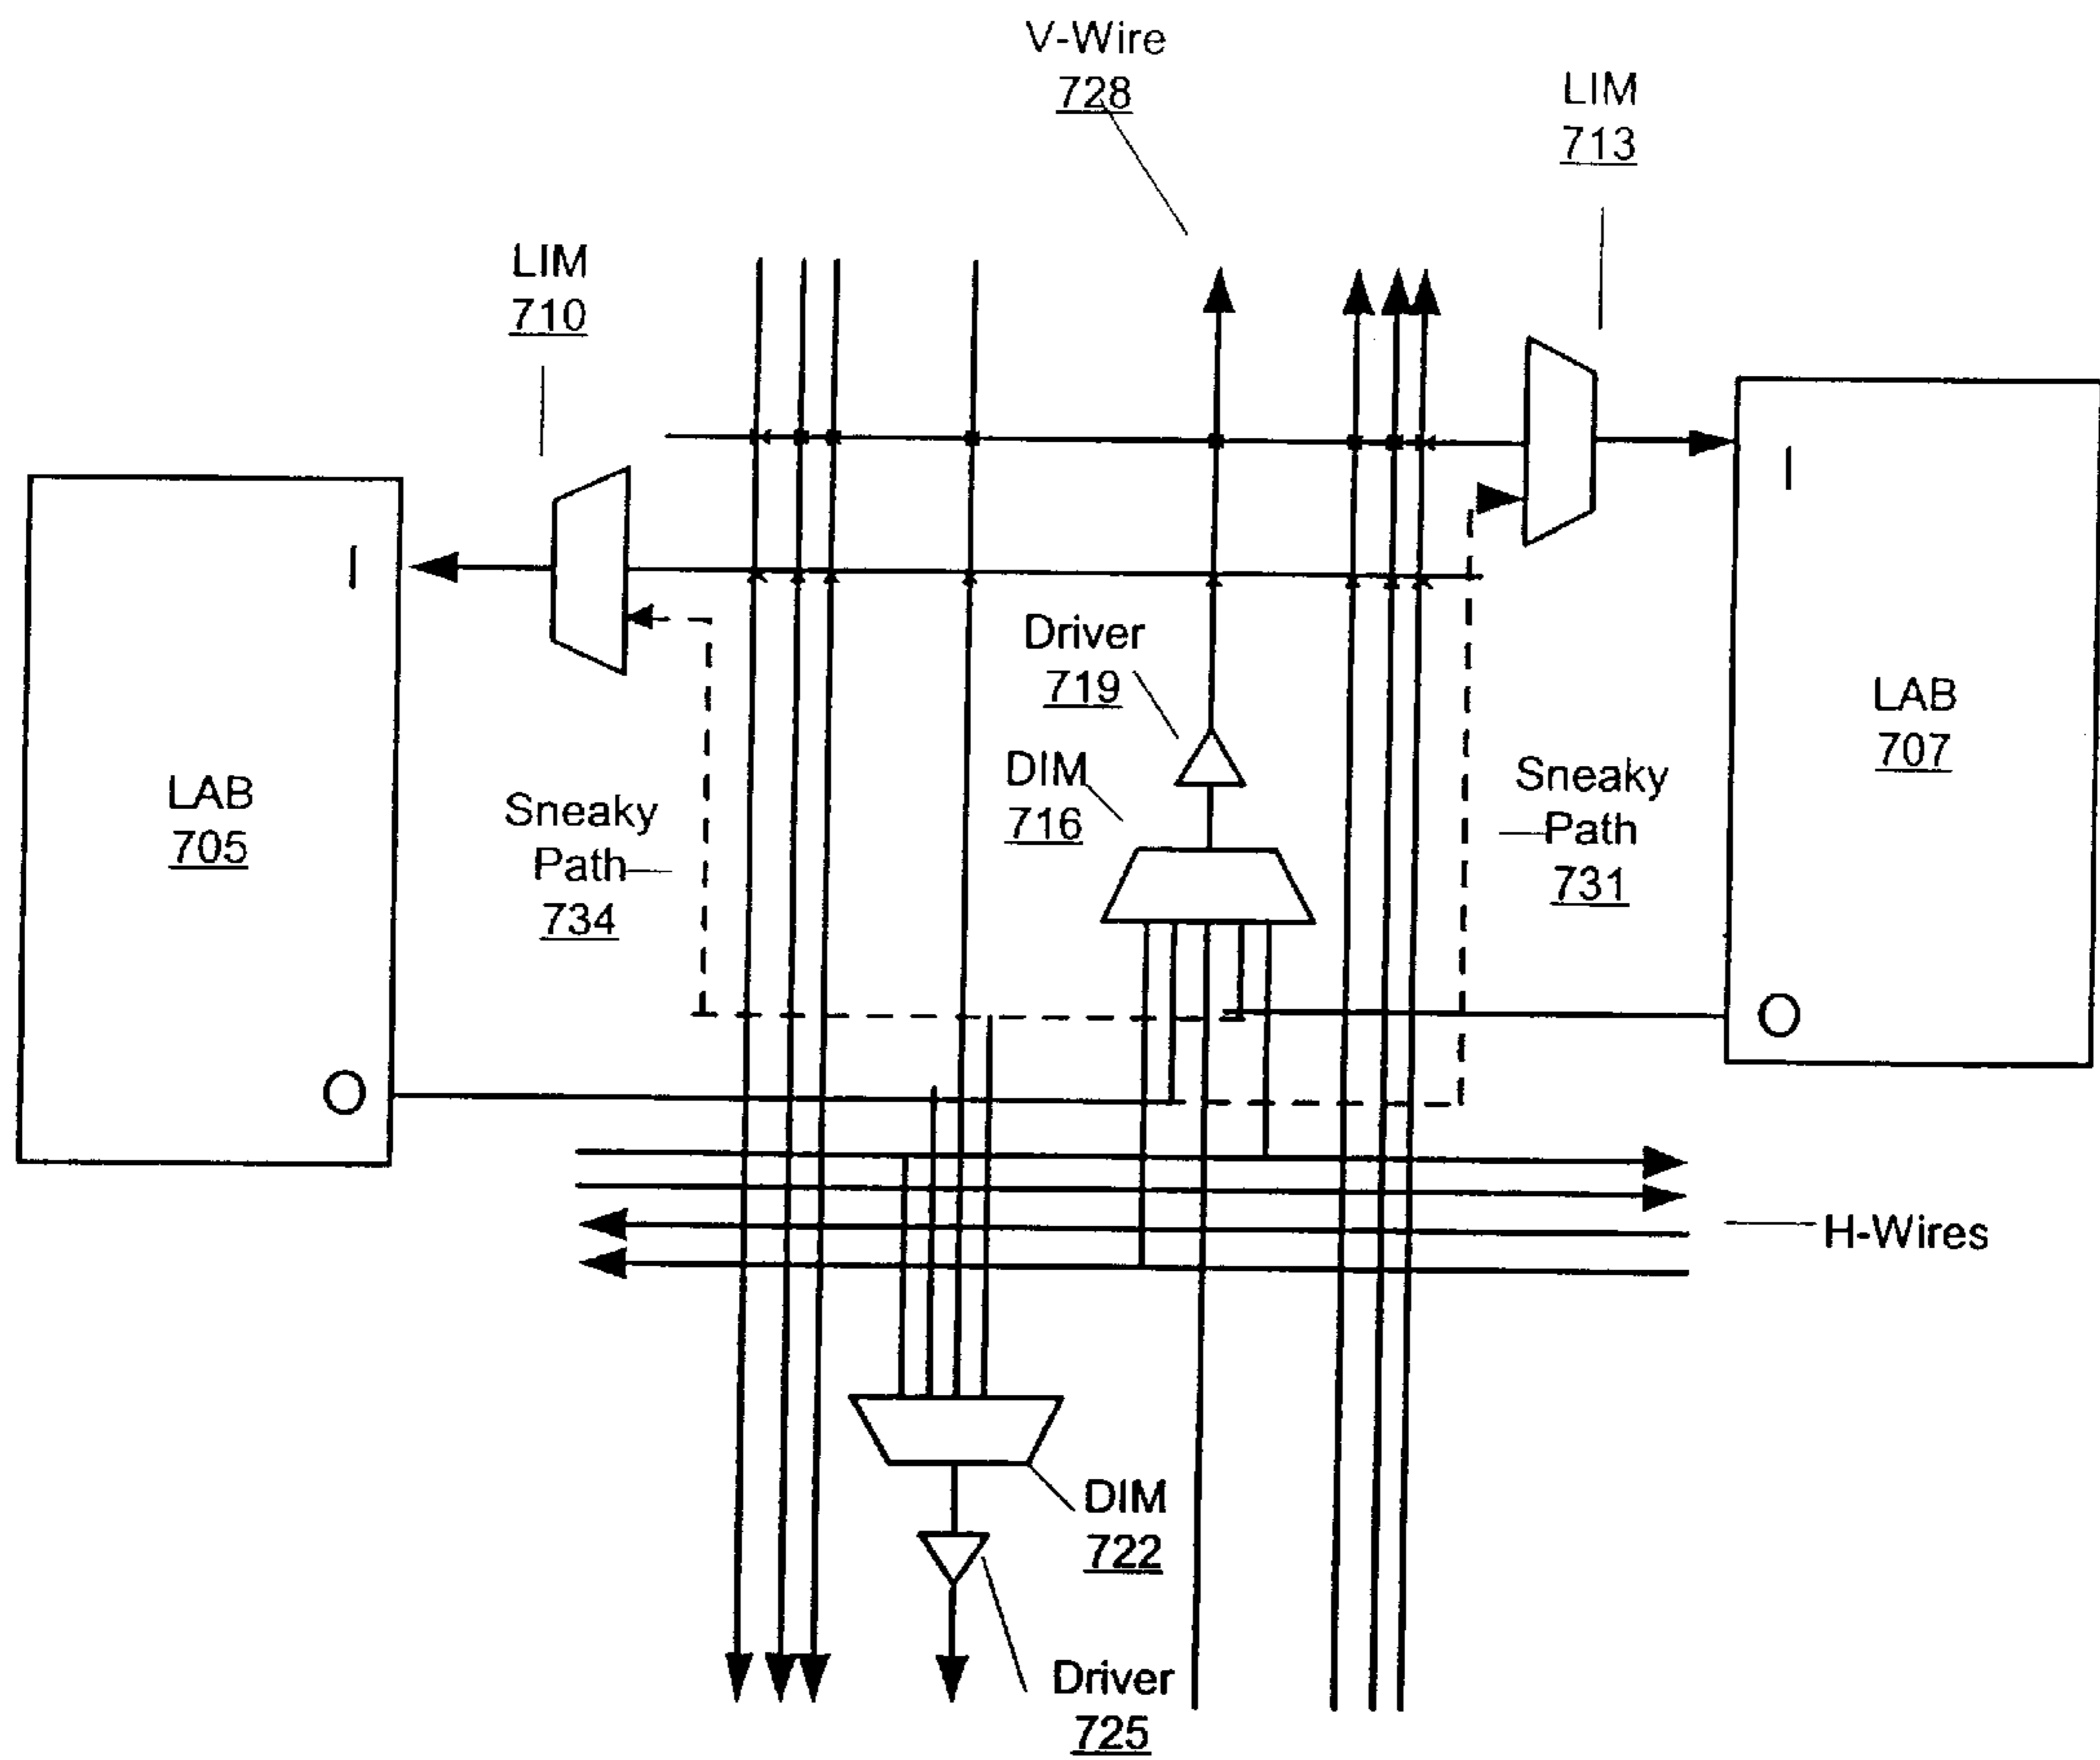 V-Wire
728
LIM
713
LIM
710
I
I
Driver
719
LAB
707
DIM
716
Sneaky
Path
731
LAB
705
Sneaky
Path
734
O
O
H-Wires
DIM
722
Driver
725